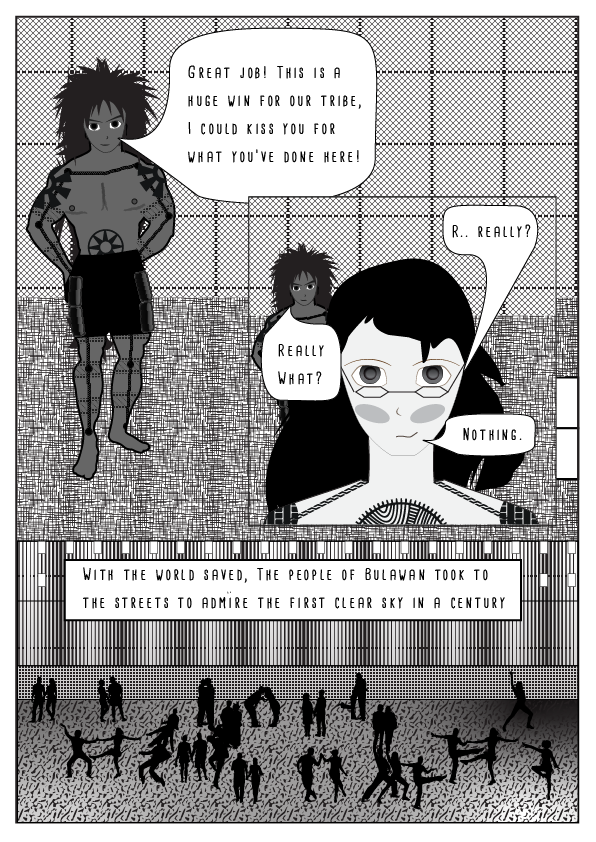 GREAT JOB! THIS IS A
HUGE WIN FOR OUR TRIBE,
I COULD KISS YOU FOR
WHAT YOU'VE DONE HERE!
R.. REALLY?
REALLY
WHAT?
NOTHING.
WITH THE WORLD SAVED, THE PEOPLE OF BULAWAN TOOK TO
THE STREETS TO ADMIRE THE FIRST CLEAR SKY IN A CENTURY